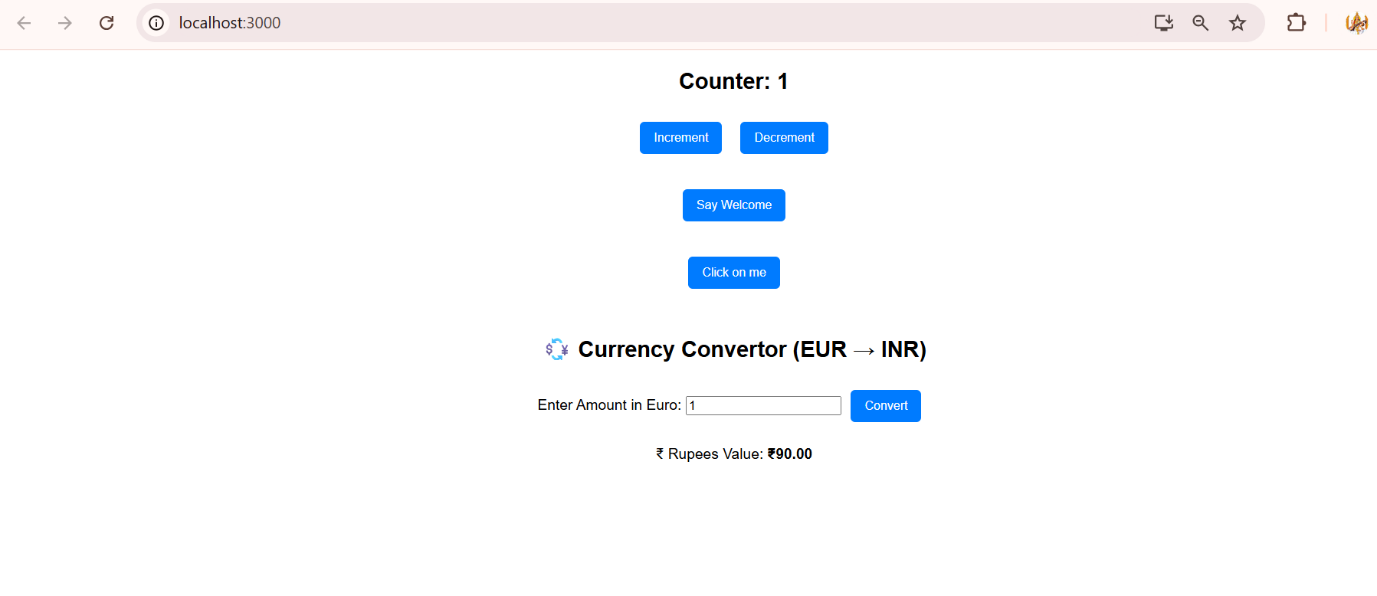 localhost:3000
Counter: 1
Increment Decrement
Say Welcome
Click on me
💱 Currency Convertor (EUR → INR)
Enter Amount in Euro: 1 Convert
₹ Rupees Value: ₹90.00